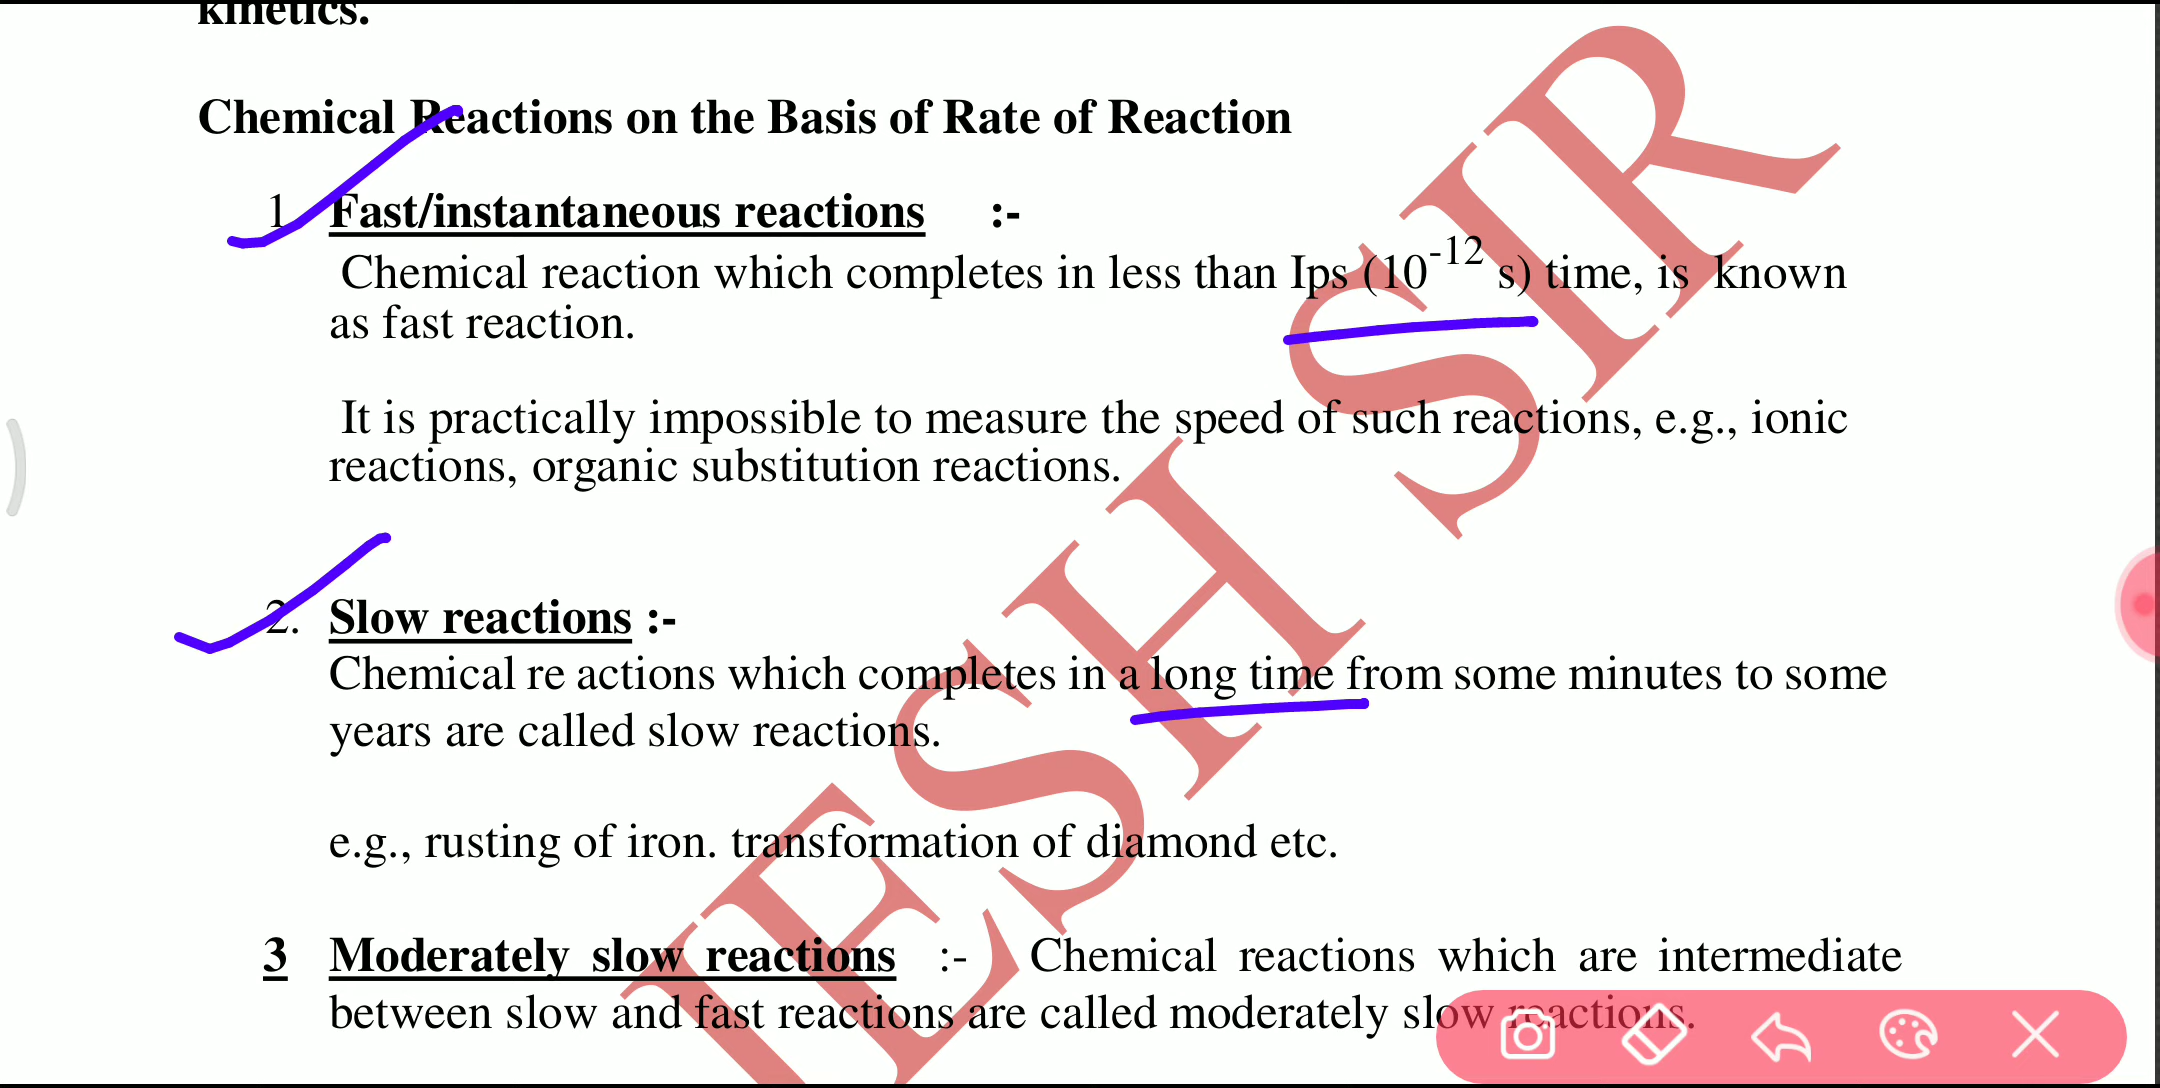 kinetics.
Chemical Reactions on the Basis of Rate of Reaction
1. Fast/instantaneous reactions :-
Chemical reaction which completes in less than Ips (10⁻¹² s) time, is known
as fast reaction.
It is practically impossible to measure the speed of such reactions, e.g., ionic
reactions, organic substitution reactions.
2. Slow reactions :-
Chemical re actions which completes in a long time from some minutes to some
years are called slow reactions.
e.g., rusting of iron. transformation of diamond etc.
3 Moderately slow reactions :- Chemical reactions which are intermediate
between slow and fast reactions are called moderately slow reactions.
ESH SIR